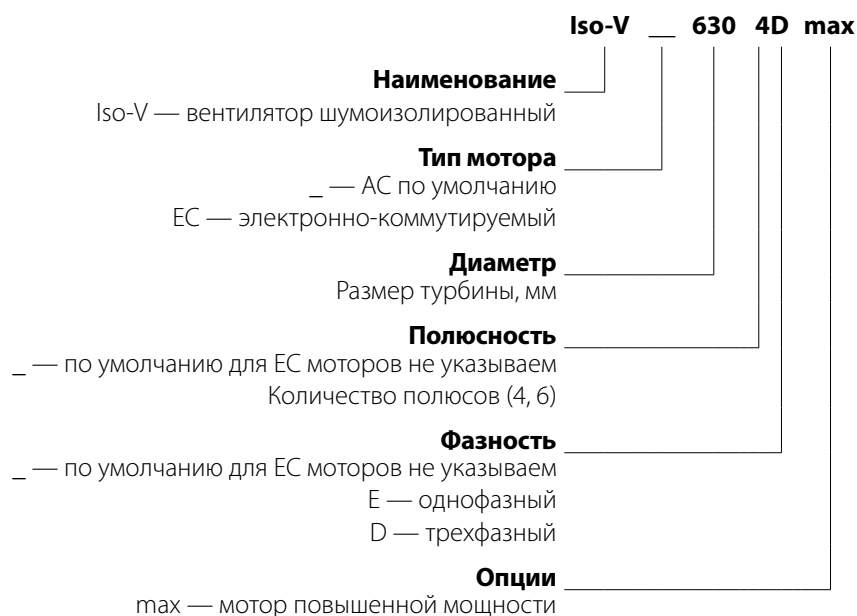 Iso-V __ 630 4D max
Наименование
Iso-V — вентилятор шумоизолированный
Тип мотора
_ — AC по умолчанию
EC — электронно-коммутируемый
Диаметр
Размер турбины, мм
Полюсность
_ — по умолчанию для EC моторов не указываем
Количество полюсов (4, 6)
Фазность
_ — по умолчанию для EC моторов не указываем
E — однофазный
D — трехфазный
Опции
max — мотор повышенной мощности